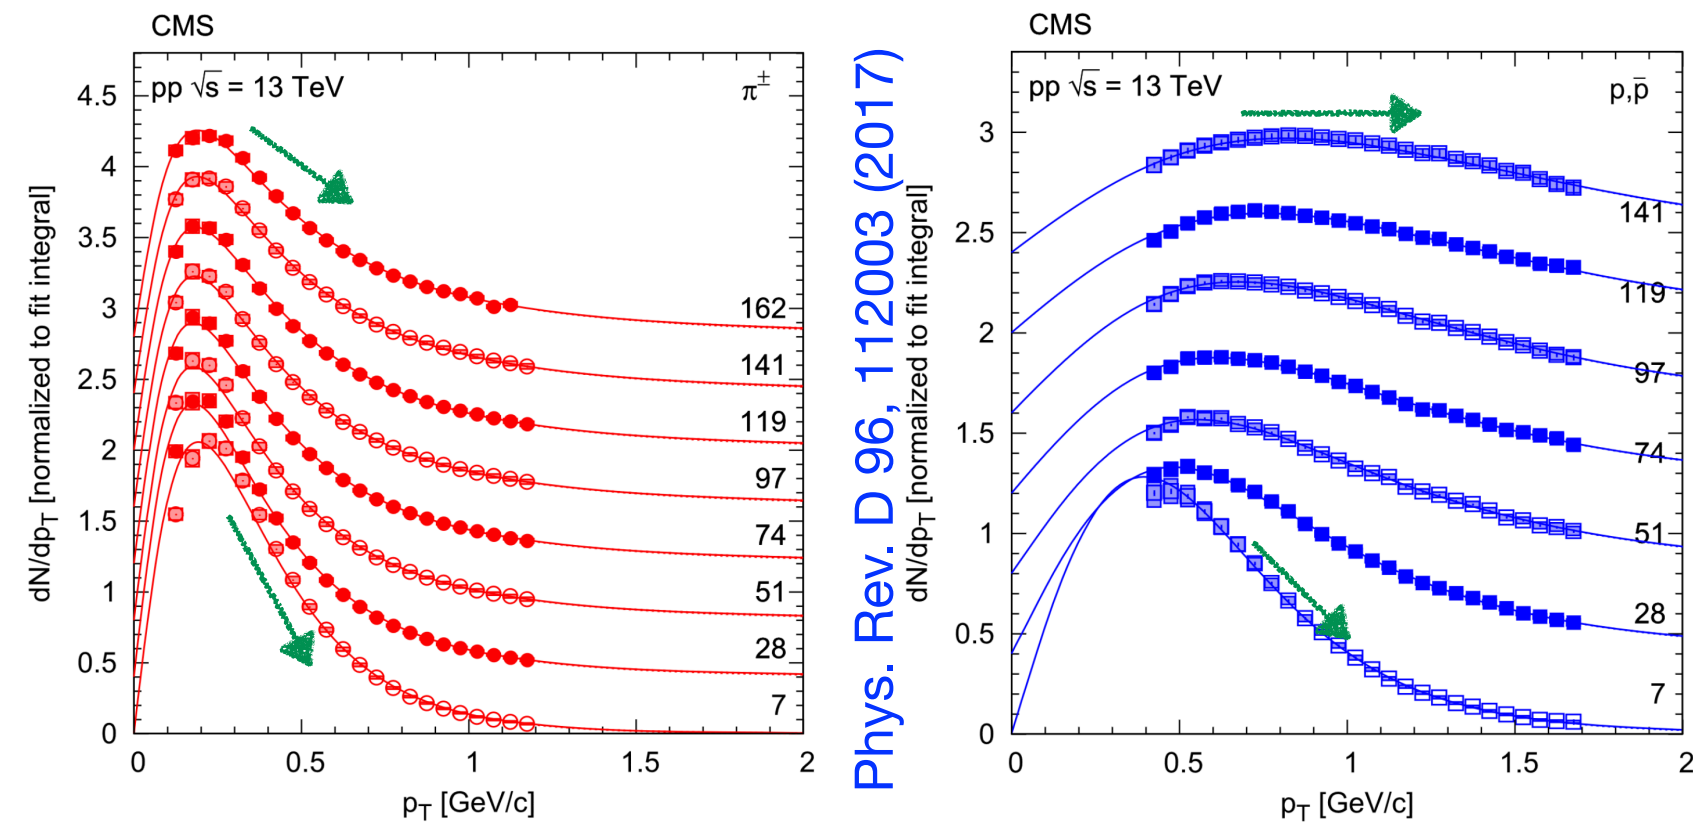 CMS
pp √s = 13 TeV
π±
4.5
4
3.5
3
2.5
2
1.5
1
0.5
0
162
141
119
97
74
51
28
7
dN/dpT [normalized to fit integral]
0 0.5 1 1.5 2
pT [GeV/c]
Phys. Rev. D 96, 112003 (2017)
CMS
pp √s = 13 TeV
p,p̄
3
2.5
2
1.5
1
0.5
0
141
119
97
74
51
28
7
dN/dpT [normalized to fit integral]
0 0.5 1 1.5 2
pT [GeV/c]